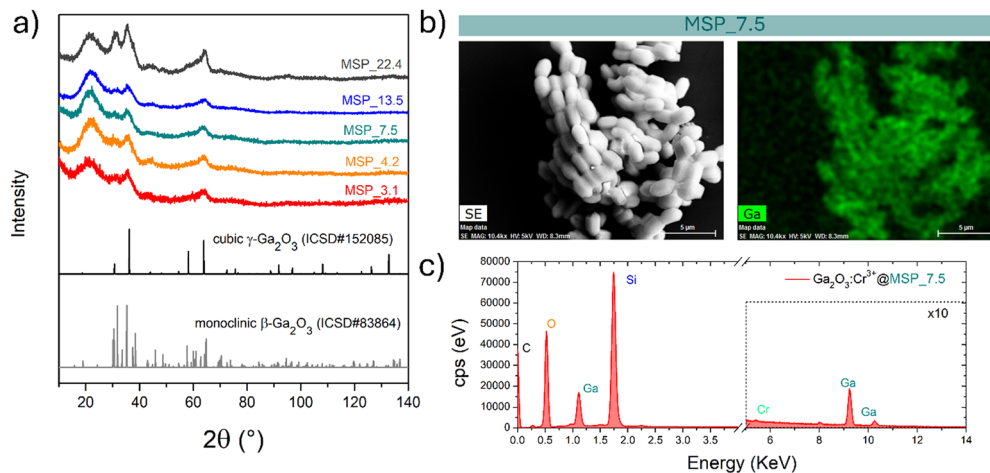 a)
MSP_22.4
MSP_13.5
MSP_7.5
MSP_4.2
MSP_3.1
cubic γ-Ga₂O₃ (ICSD#152085)
monoclinic β-Ga₂O₃ (ICSD#83864)
Intensity
20 40 60 80 100 120 140
2θ (°)
b)
MSP_7.5
SE
Map data
SE MAG: 10.4kx HV: 5kV WD: 8.3mm
5 µm
Ga
Map data
SE MAG: 10.4kx HV: 5kV WD: 8.3mm
5 µm
c)
80000
70000
60000
50000
40000
30000
20000
10000
0
cps (eV)
C
O
Ga
Si
Ga₂O₃:Cr³⁺@MSP_7.5
x10
Cr
Ga
Ga
0.0 0.5 1.0 1.5 2.0 2.5 3.0 3.5 6 8 10 12 14
Energy (KeV)